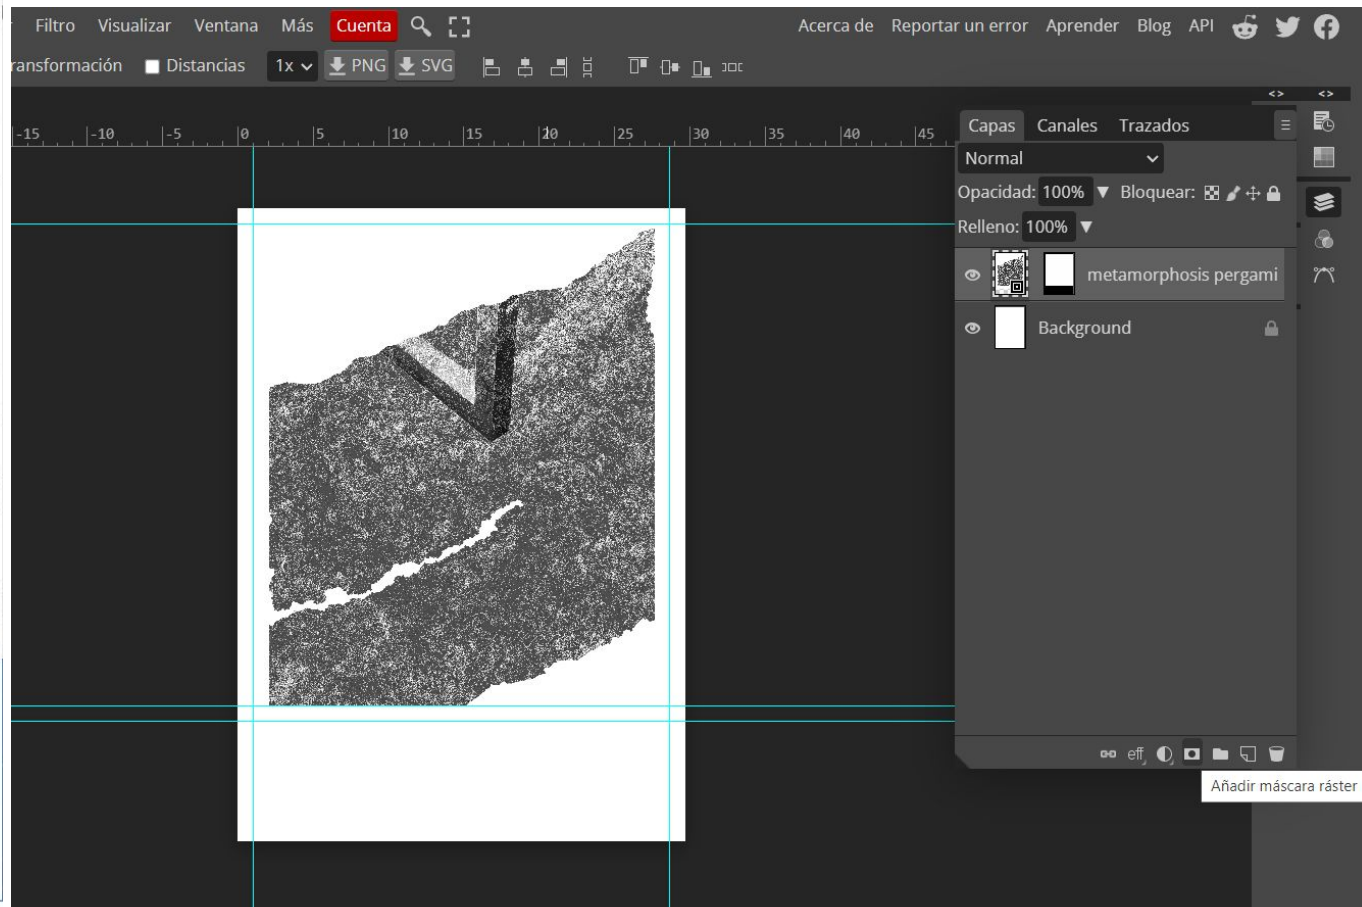 Filtro Visualizar Ventana Más Cuenta Acerca de Reportar un error Aprender Blog API
ransformación Distancias 1x PNG SVG
-15 -10 -5 0 5 10 15 20 25 30 35 40 45
Capas Canales Trazados
Normal
Opacidad: 100% Bloquear:
Relleno: 100%
metamorphosis pergami
Background
eff
Añadir máscara ráster